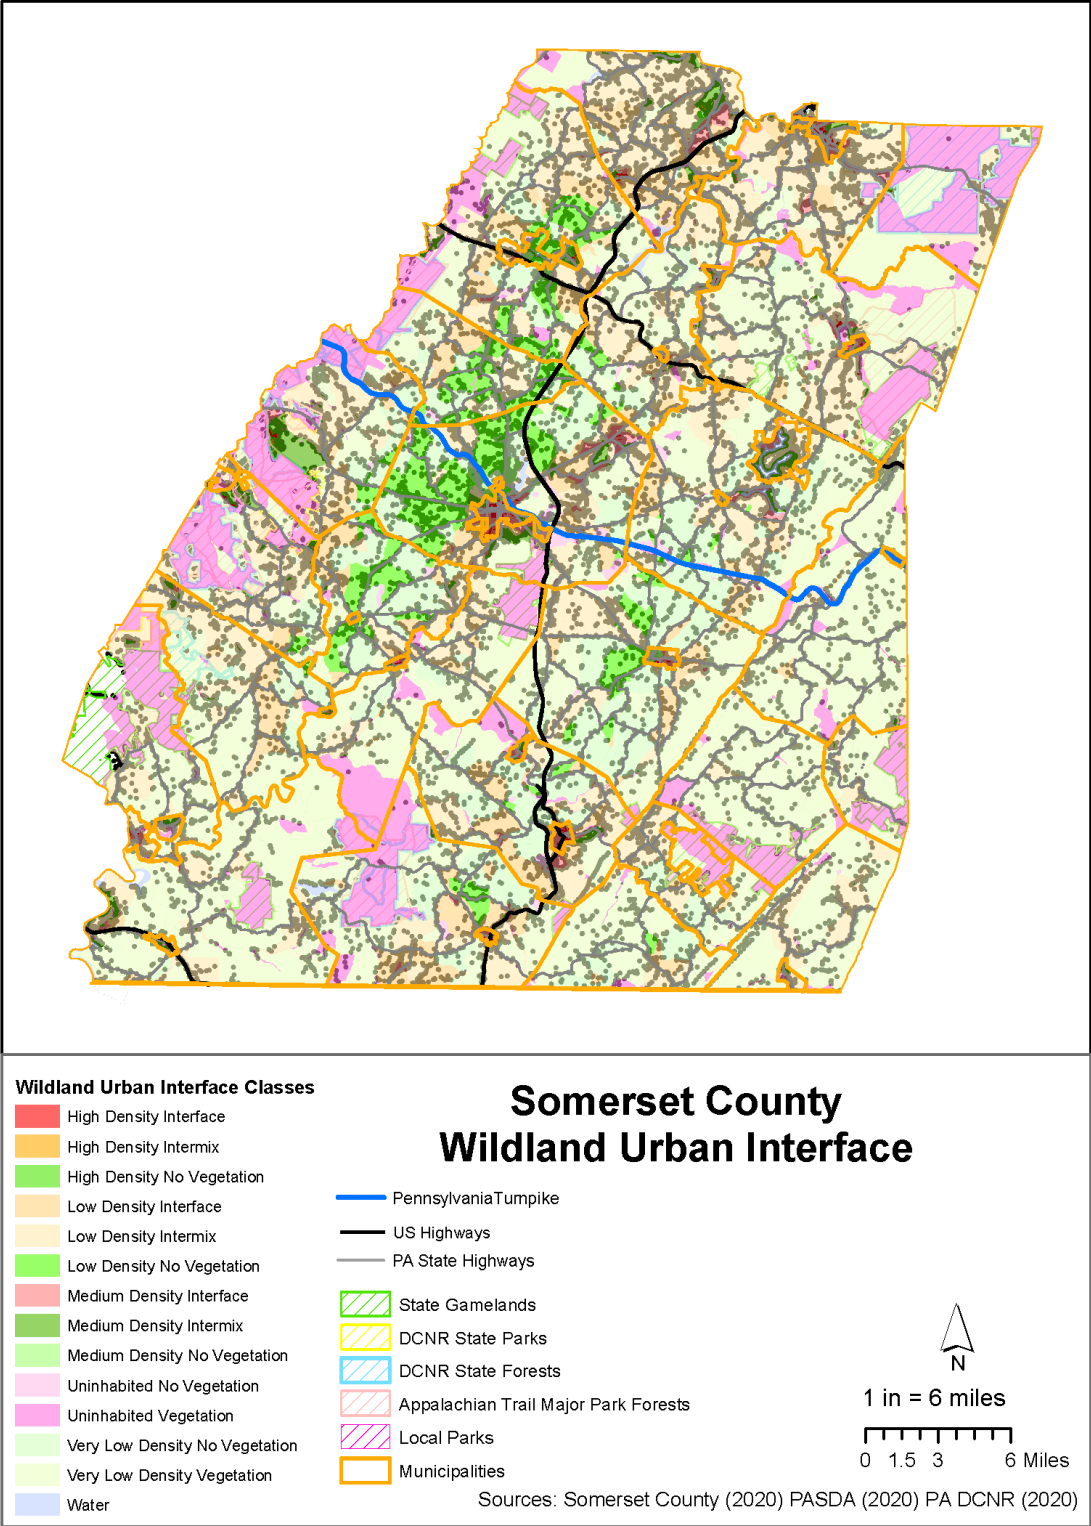 Wildland Urban Interface Classes
High Density Interface
High Density Intermix
High Density No Vegetation
Low Density Interface
Low Density Intermix
Low Density No Vegetation
Medium Density Interface
Medium Density Intermix
Medium Density No Vegetation
Uninhabited No Vegetation
Uninhabited Vegetation
Very Low Density No Vegetation
Very Low Density Vegetation
Water
Somerset County
Wildland Urban Interface
PennsylvaniaTurnpike
US Highways
PA State Highways
State Gamelands
DCNR State Parks
DCNR State Forests
Appalachian Trail Major Park Forests
Local Parks
Municipalities
N
1 in = 6 miles
0 1.5 3 6 Miles
Sources: Somerset County (2020) PASDA (2020) PA DCNR (2020)